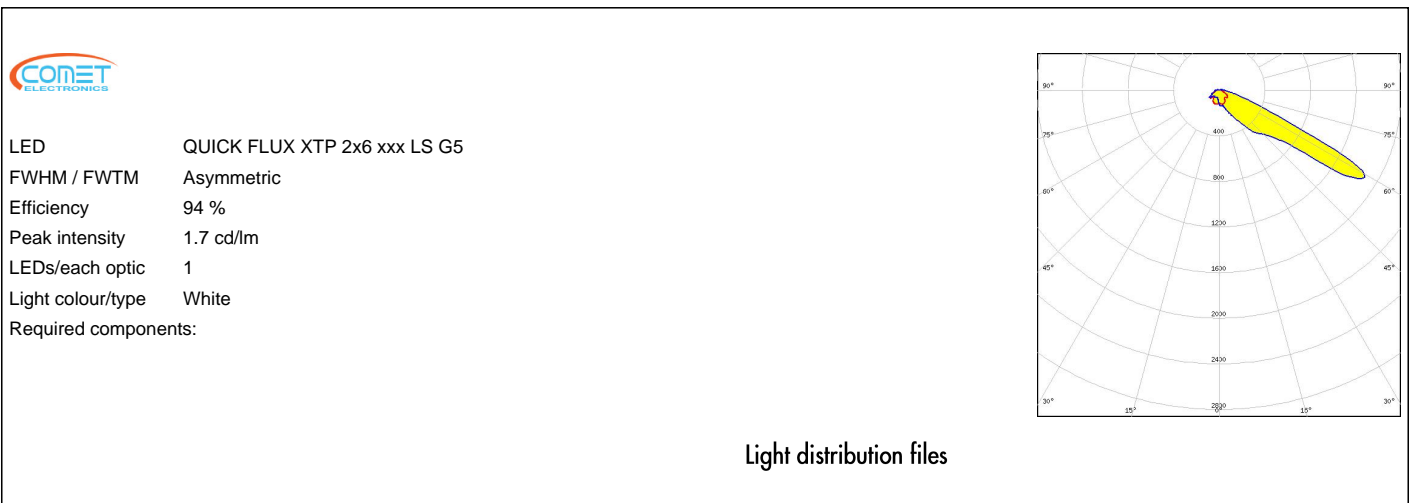 COMET
ELECTRONICS
LED QUICK FLUX XTP 2x6 xxx LS G5
FWHM / FWTM Asymmetric
Efficiency 94 %
Peak intensity 1.7 cd/lm
LEDs/each optic 1
Light colour/type White
Required components:
90° 90°
75° 400 75°
800
60° 60°
1200
45° 1600 45°
2000
2400
30° 2800 30°
15° 0° 15°
Light distribution files